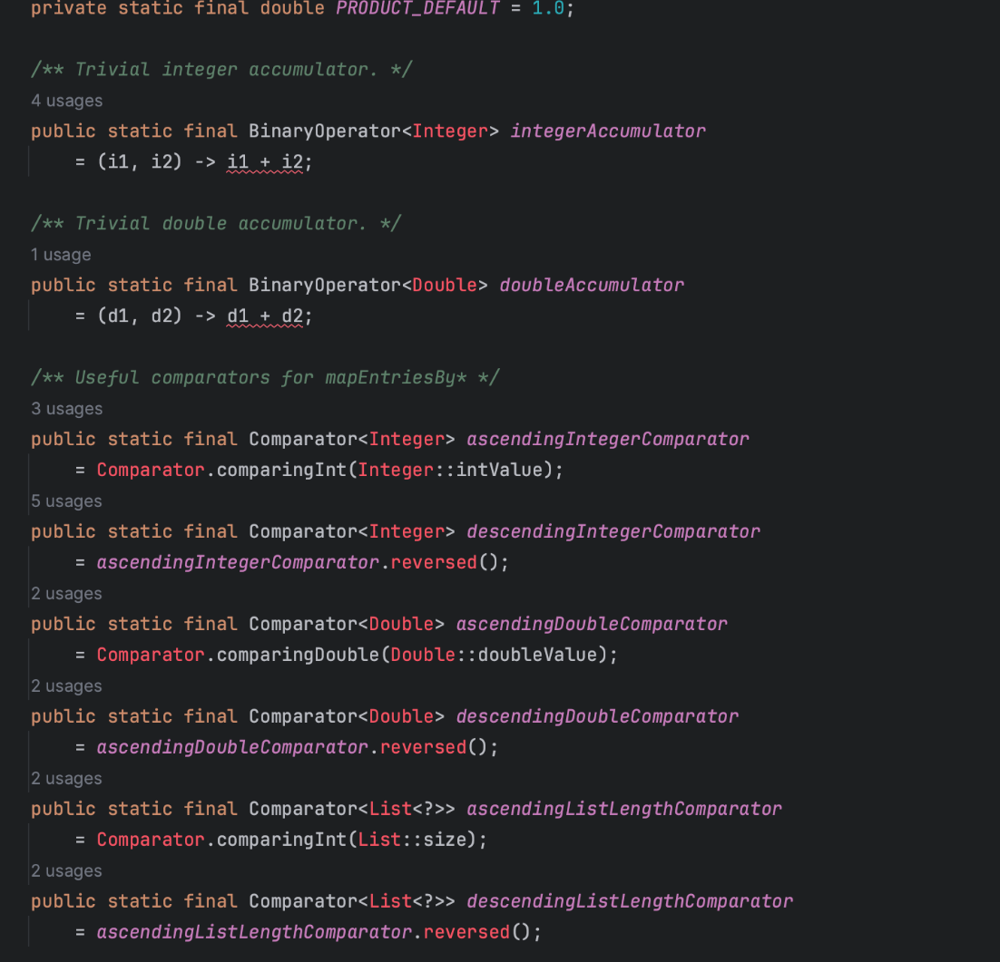 private static final double PRODUCT_DEFAULT = 1.0;
/** Trivial integer accumulator. */
4 usages
public static final BinaryOperator<Integer> integerAccumulator
= (i1, i2) -> i1 + i2;
/** Trivial double accumulator. */
1 usage
public static final BinaryOperator<Double> doubleAccumulator
= (d1, d2) -> d1 + d2;
/** Useful comparators for mapEntriesBy* */
3 usages
public static final Comparator<Integer> ascendingIntegerComparator
= Comparator.comparingInt(Integer::intValue);
5 usages
public static final Comparator<Integer> descendingIntegerComparator
= ascendingIntegerComparator.reversed();
2 usages
public static final Comparator<Double> ascendingDoubleComparator
= Comparator.comparingDouble(Double::doubleValue);
2 usages
public static final Comparator<Double> descendingDoubleComparator
= ascendingDoubleComparator.reversed();
2 usages
public static final Comparator<List<?>> ascendingListLengthComparator
= Comparator.comparingInt(List::size);
2 usages
public static final Comparator<List<?>> descendingListLengthComparator
= ascendingListLengthComparator.reversed();